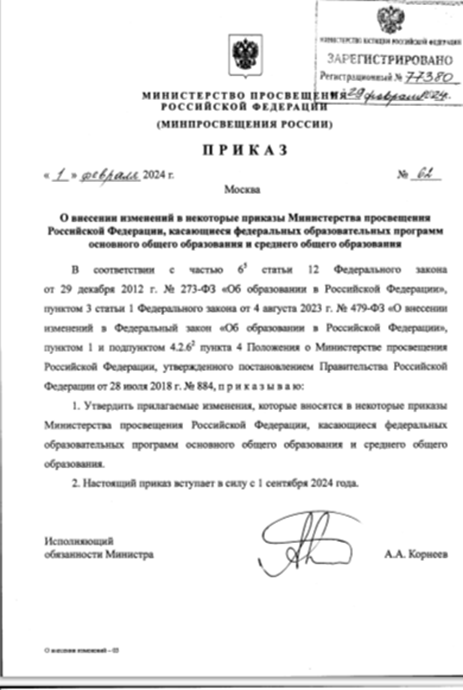 МИНИСТЕРСТВО ЮСТИЦИИ РОССИЙСКОЙ ФЕДЕРАЦИИ
ЗАРЕГИСТРИРОВАНО
Регистрационный № 77380
29 февраля 2024г.
МИНИСТЕРСТВО ПРОСВЕЩЕНИЯ
РОССИЙСКОЙ ФЕДЕРАЦИИ
(МИНПРОСВЕЩЕНИЯ РОССИИ)
ПРИКАЗ
« 1 » февраля 2024 г.
№ 62
Москва
О внесении изменений в некоторые приказы Министерства просвещения
Российской Федерации, касающиеся федеральных образовательных программ
основного общего образования и среднего общего образования
В соответствии с частью 6⁵ статьи 12 Федерального закона
от 29 декабря 2012 г. № 273-ФЗ «Об образовании в Российской Федерации»,
пунктом 3 статьи 1 Федерального закона от 4 августа 2023 г. № 479-ФЗ «О внесении
изменений в Федеральный закон «Об образовании в Российской Федерации»,
пунктом 1 и подпунктом 4.2.6² пункта 4 Положения о Министерстве просвещения
Российской Федерации, утвержденного постановлением Правительства Российской
Федерации от 28 июля 2018 г. № 884, приказываю:
1. Утвердить прилагаемые изменения, которые вносятся в некоторые приказы
Министерства просвещения Российской Федерации, касающиеся федеральных
образовательных программ основного общего образования и среднего общего
образования.
2. Настоящий приказ вступает в силу с 1 сентября 2024 года.
Исполняющий
обязанности Министра
А.А. Корнеев
О внесении изменений – 03